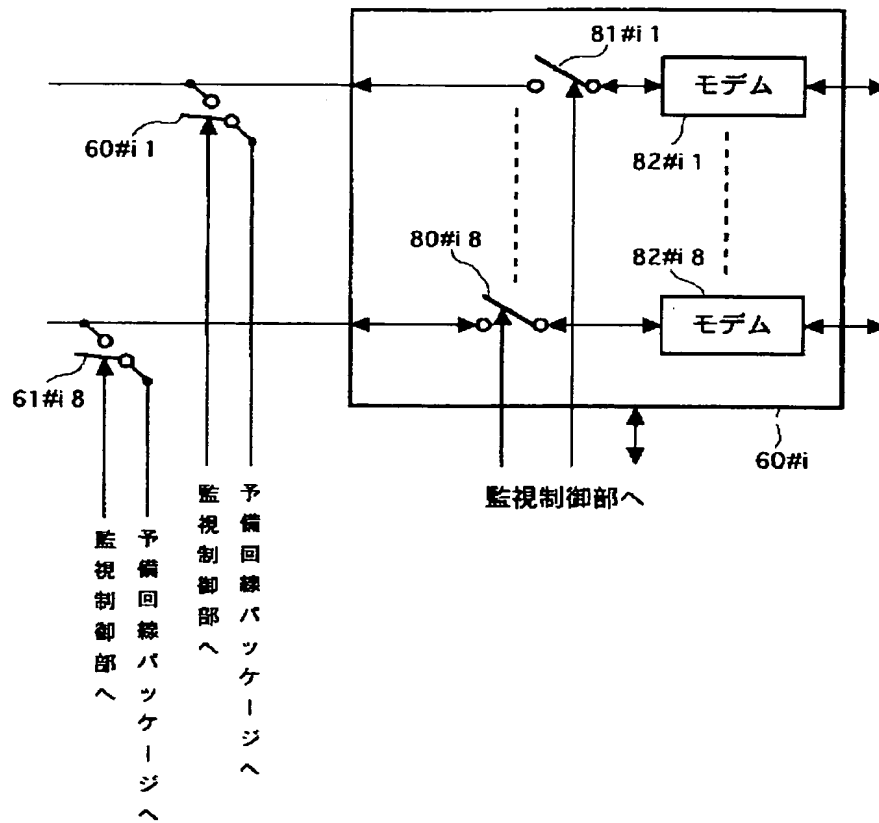 81#i 1
モデム
60#i 1
82#i 1
80#i 8
82#i 8
モデム
61#i 8
60#i
監視制御部へ
監視制御部へ
予備回線パッケージへ
監視制御部へ
予備回線パッケージへ